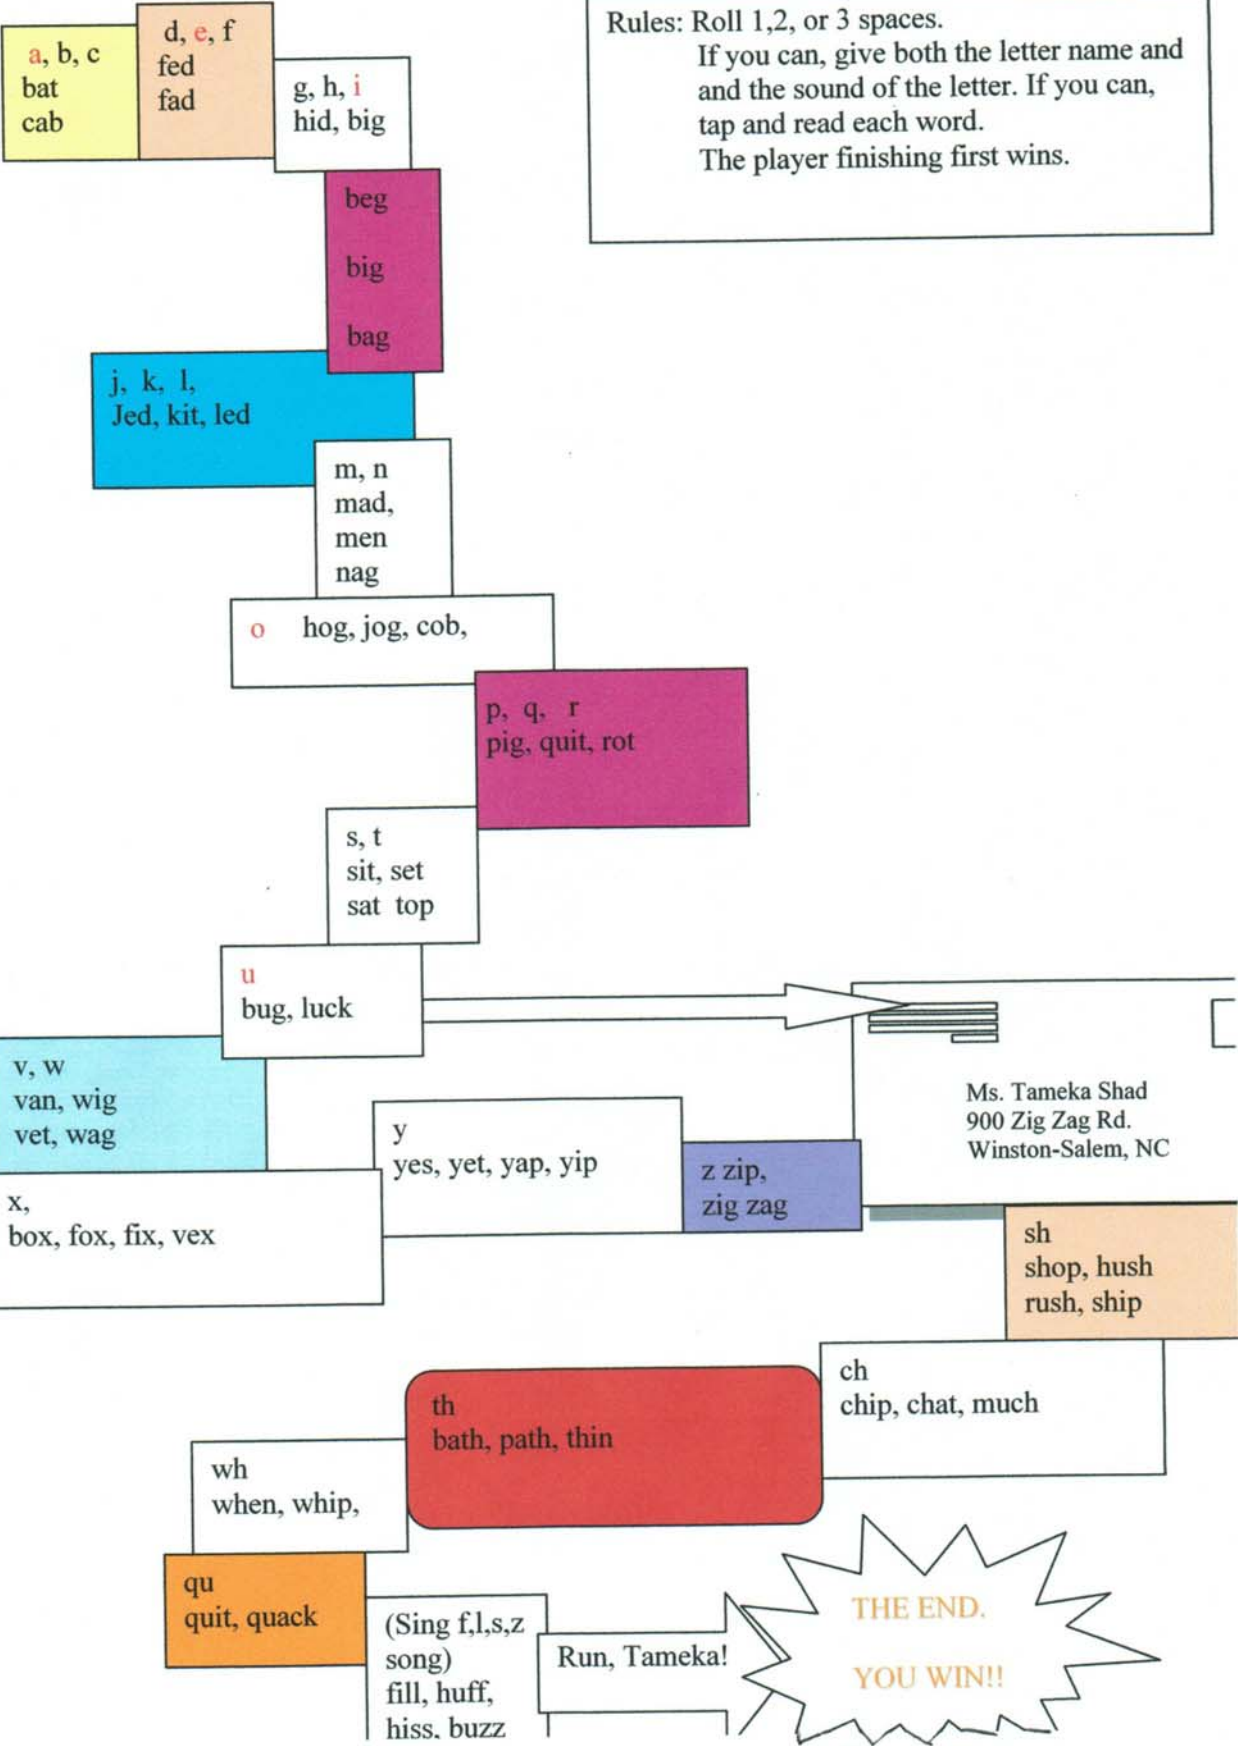 Rules: Roll 1,2, or 3 spaces.
If you can, give both the letter name and
and the sound of the letter. If you can,
tap and read each word.
The player finishing first wins.
a, b, c
bat
cab
d, e, f
fed
fad
g, h, i
hid, big
beg
big
bag
j, k, l,
Jed, kit, led
m, n
mad,
men
nag
o hog, jog, cob,
p, q, r
pig, quit, rot
s, t
sit, set
sat top
u
bug, luck
v, w
van, wig
vet, wag
x,
box, fox, fix, vex
y
yes, yet, yap, yip
z zip,
zig zag
Ms. Tameka Shad
900 Zig Zag Rd.
Winston-Salem, NC
sh
shop, hush
rush, ship
ch
chip, chat, much
th
bath, path, thin
wh
when, whip,
qu
quit, quack
(Sing f,l,s,z
song)
fill, huff,
hiss, buzz
Run, Tameka!
THE END.
YOU WIN!!